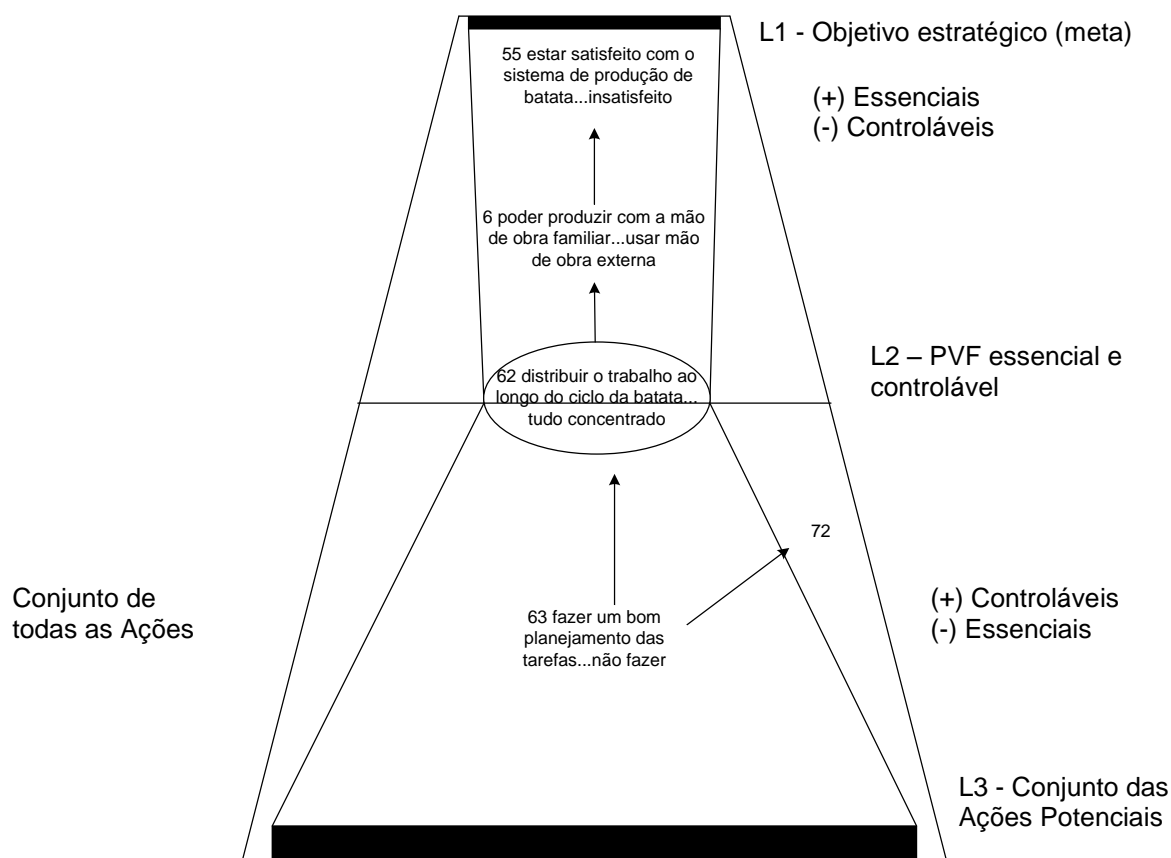 L1 - Objetivo estratégico (meta)
55 estar satisfeito com o
sistema de produção de
batata...insatisfeito
(+) Essenciais
(-) Controláveis
6 poder produzir com a mão
de obra familiar...usar mão
de obra externa
L2 – PVF essencial e
controlável
62 distribuir o trabalho ao
longo do ciclo da batata...
tudo concentrado
72
Conjunto de
todas as Ações
63 fazer um bom
planejamento das
tarefas...não fazer
(+) Controláveis
(-) Essenciais
L3 - Conjunto das
Ações Potenciais